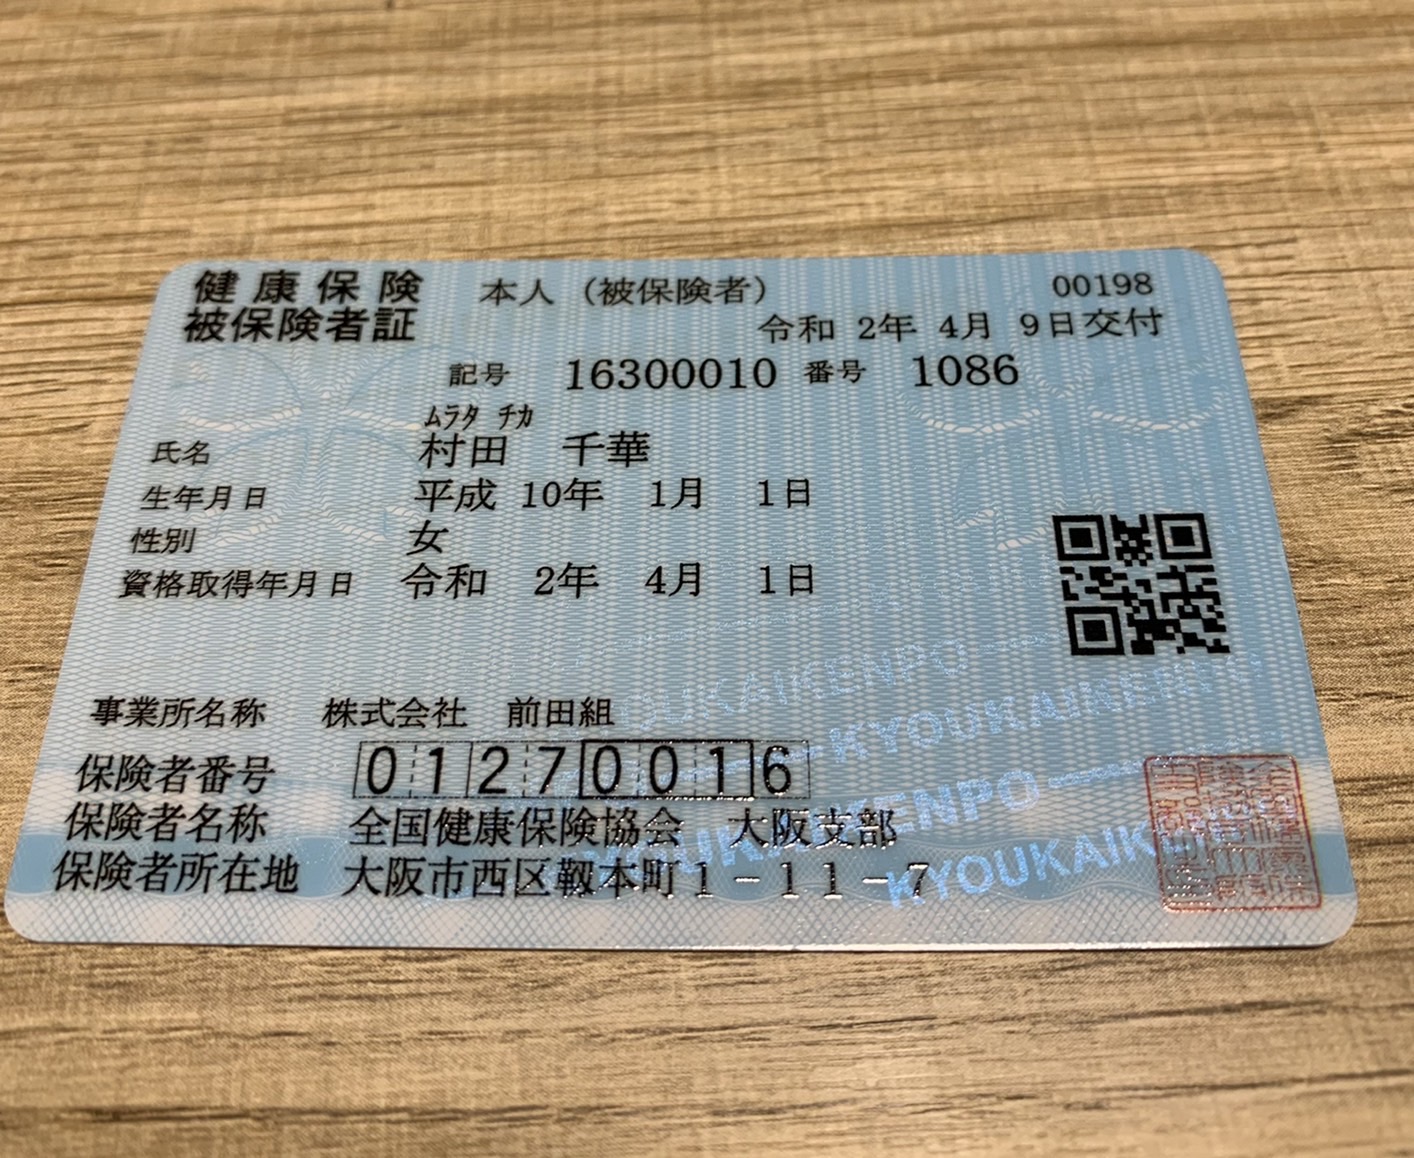 健康保険 本人（被保険者） 00198
被保険者証 令和 2年 4月 9日交付
記号 16300010 番号 1086
ムラタ チカ
氏名 村田 千華
生年月日 平成 10年 1月 1日
性別 女
資格取得年月日 令和 2年 4月 1日
事業所名称 株式会社 前田組
保険者番号 01270016
保険者名称 全国健康保険協会 大阪支部
保険者所在地 大阪市西区靱本町1-11-7
KYOUKAIKENPO
KYOUKAIKENPO